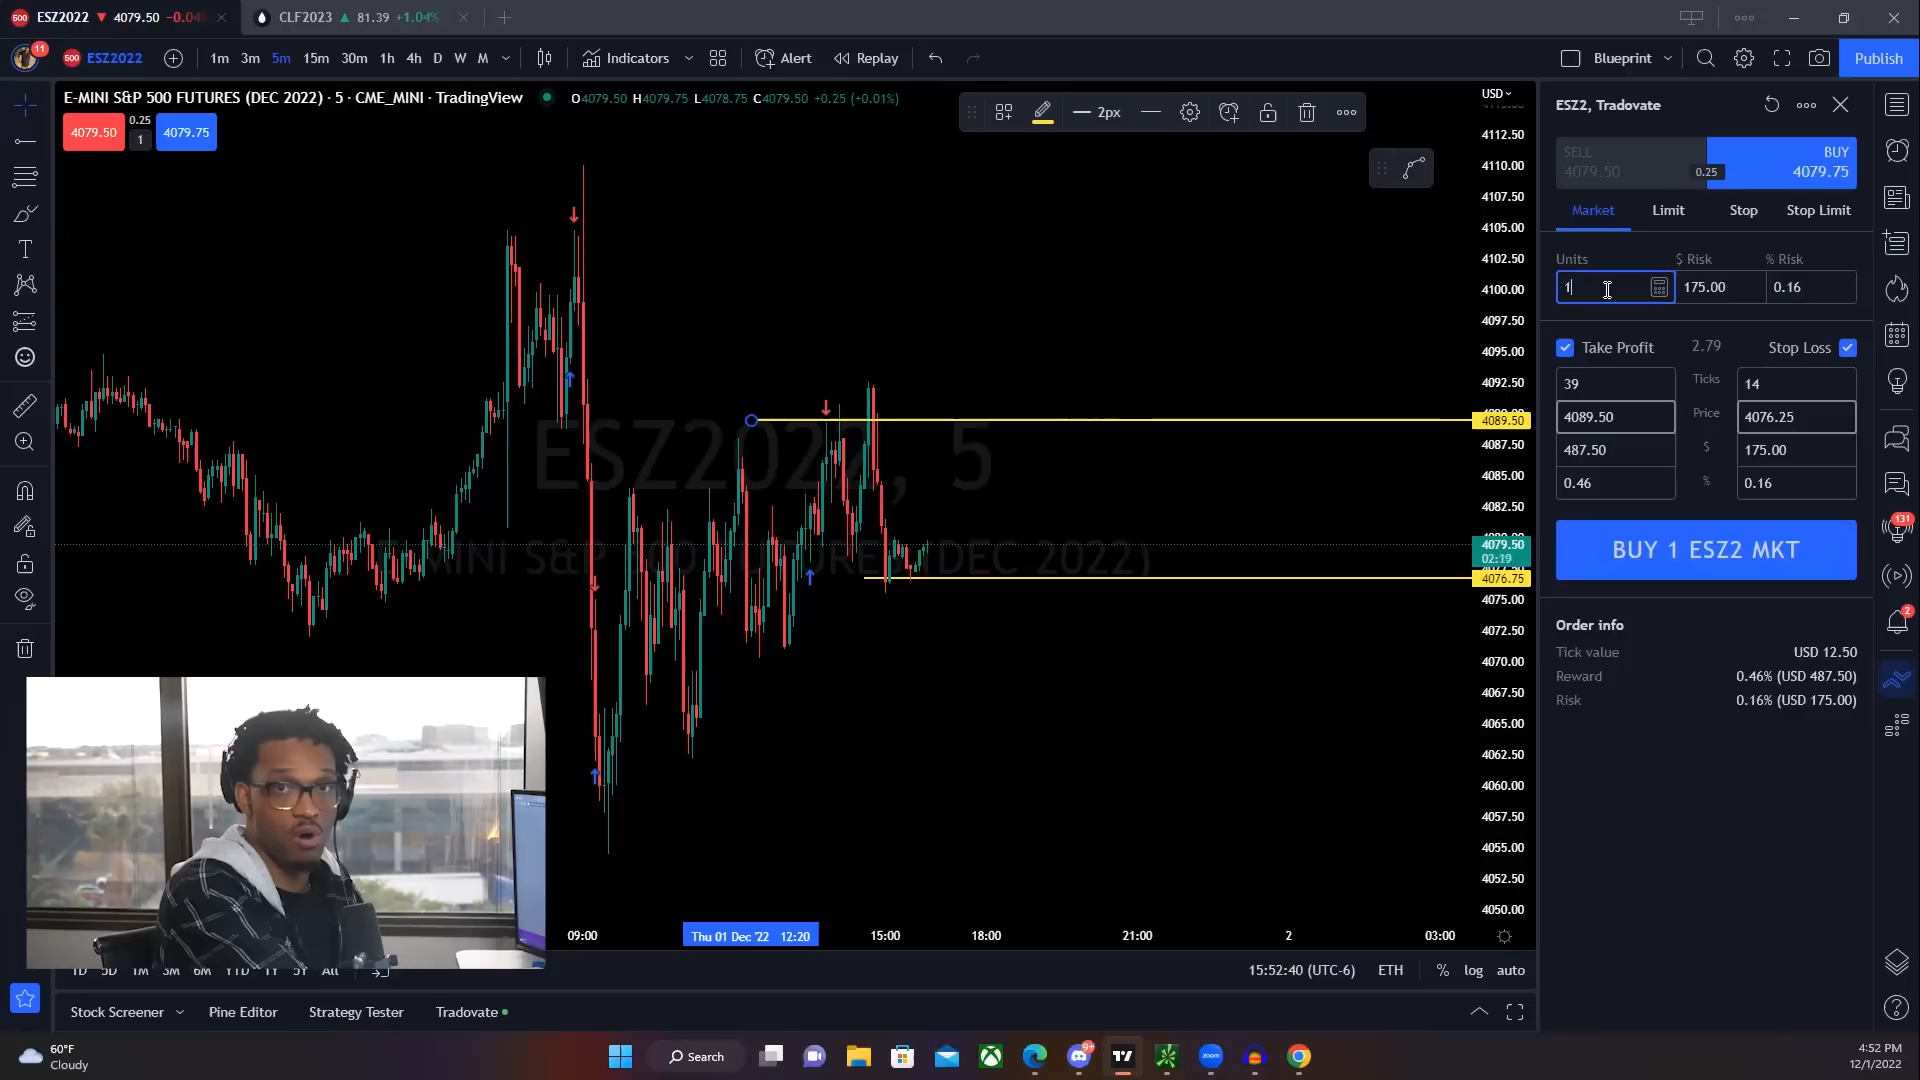 500 ESZ2022 ▼ 4079.50 −0.04
CLF2023 ▲ 81.39 +1.04%
11
500 ESZ2022
1m 3m 5m 15m 30m 1h 4h D W M
Indicators
Alert
Replay
Blueprint
Publish
E-MINI S&P 500 FUTURES (DEC 2022) · 5 · CME_MINI · TradingView
O4079.50 H4079.75 L4078.75 C4079.50 +0.25 (+0.01%)
4079.50
0.25
1
4079.75
2px
USD
4112.50
4110.00
4107.50
4105.00
4102.50
4100.00
4097.50
4095.00
4092.50
4089.50
4087.50
4085.00
4082.50
4079.50
02:19
4076.75
4075.00
4072.50
4070.00
4067.50
4065.00
4062.50
4060.00
4057.50
4055.00
4052.50
4050.00
ESZ2022, 5
E-MINI S&P 500 FUTURES (DEC 2022)
09:00
Thu 01 Dec '22 12:20
15:00
18:00
21:00
2
03:00
1D 5D 1M 3M 6M YTD 1Y 5Y All
15:52:40 (UTC-6)
ETH
%
log
auto
Stock Screener
Pine Editor
Strategy Tester
Tradovate
ESZ2, Tradovate
SELL
4079.50
0.25
BUY
4079.75
Market
Limit
Stop
Stop Limit
Units
$ Risk
% Risk
1
175.00
0.16
Take Profit
2.79
Stop Loss
39
Ticks
14
4089.50
Price
4076.25
487.50
$
175.00
0.46
%
0.16
BUY 1 ESZ2 MKT
Order info
Tick value
USD 12.50
Reward
0.46% (USD 487.50)
Risk
0.16% (USD 175.00)
131
2
60°F
Cloudy
Search
9+
zoom
4:52 PM
12/1/2022